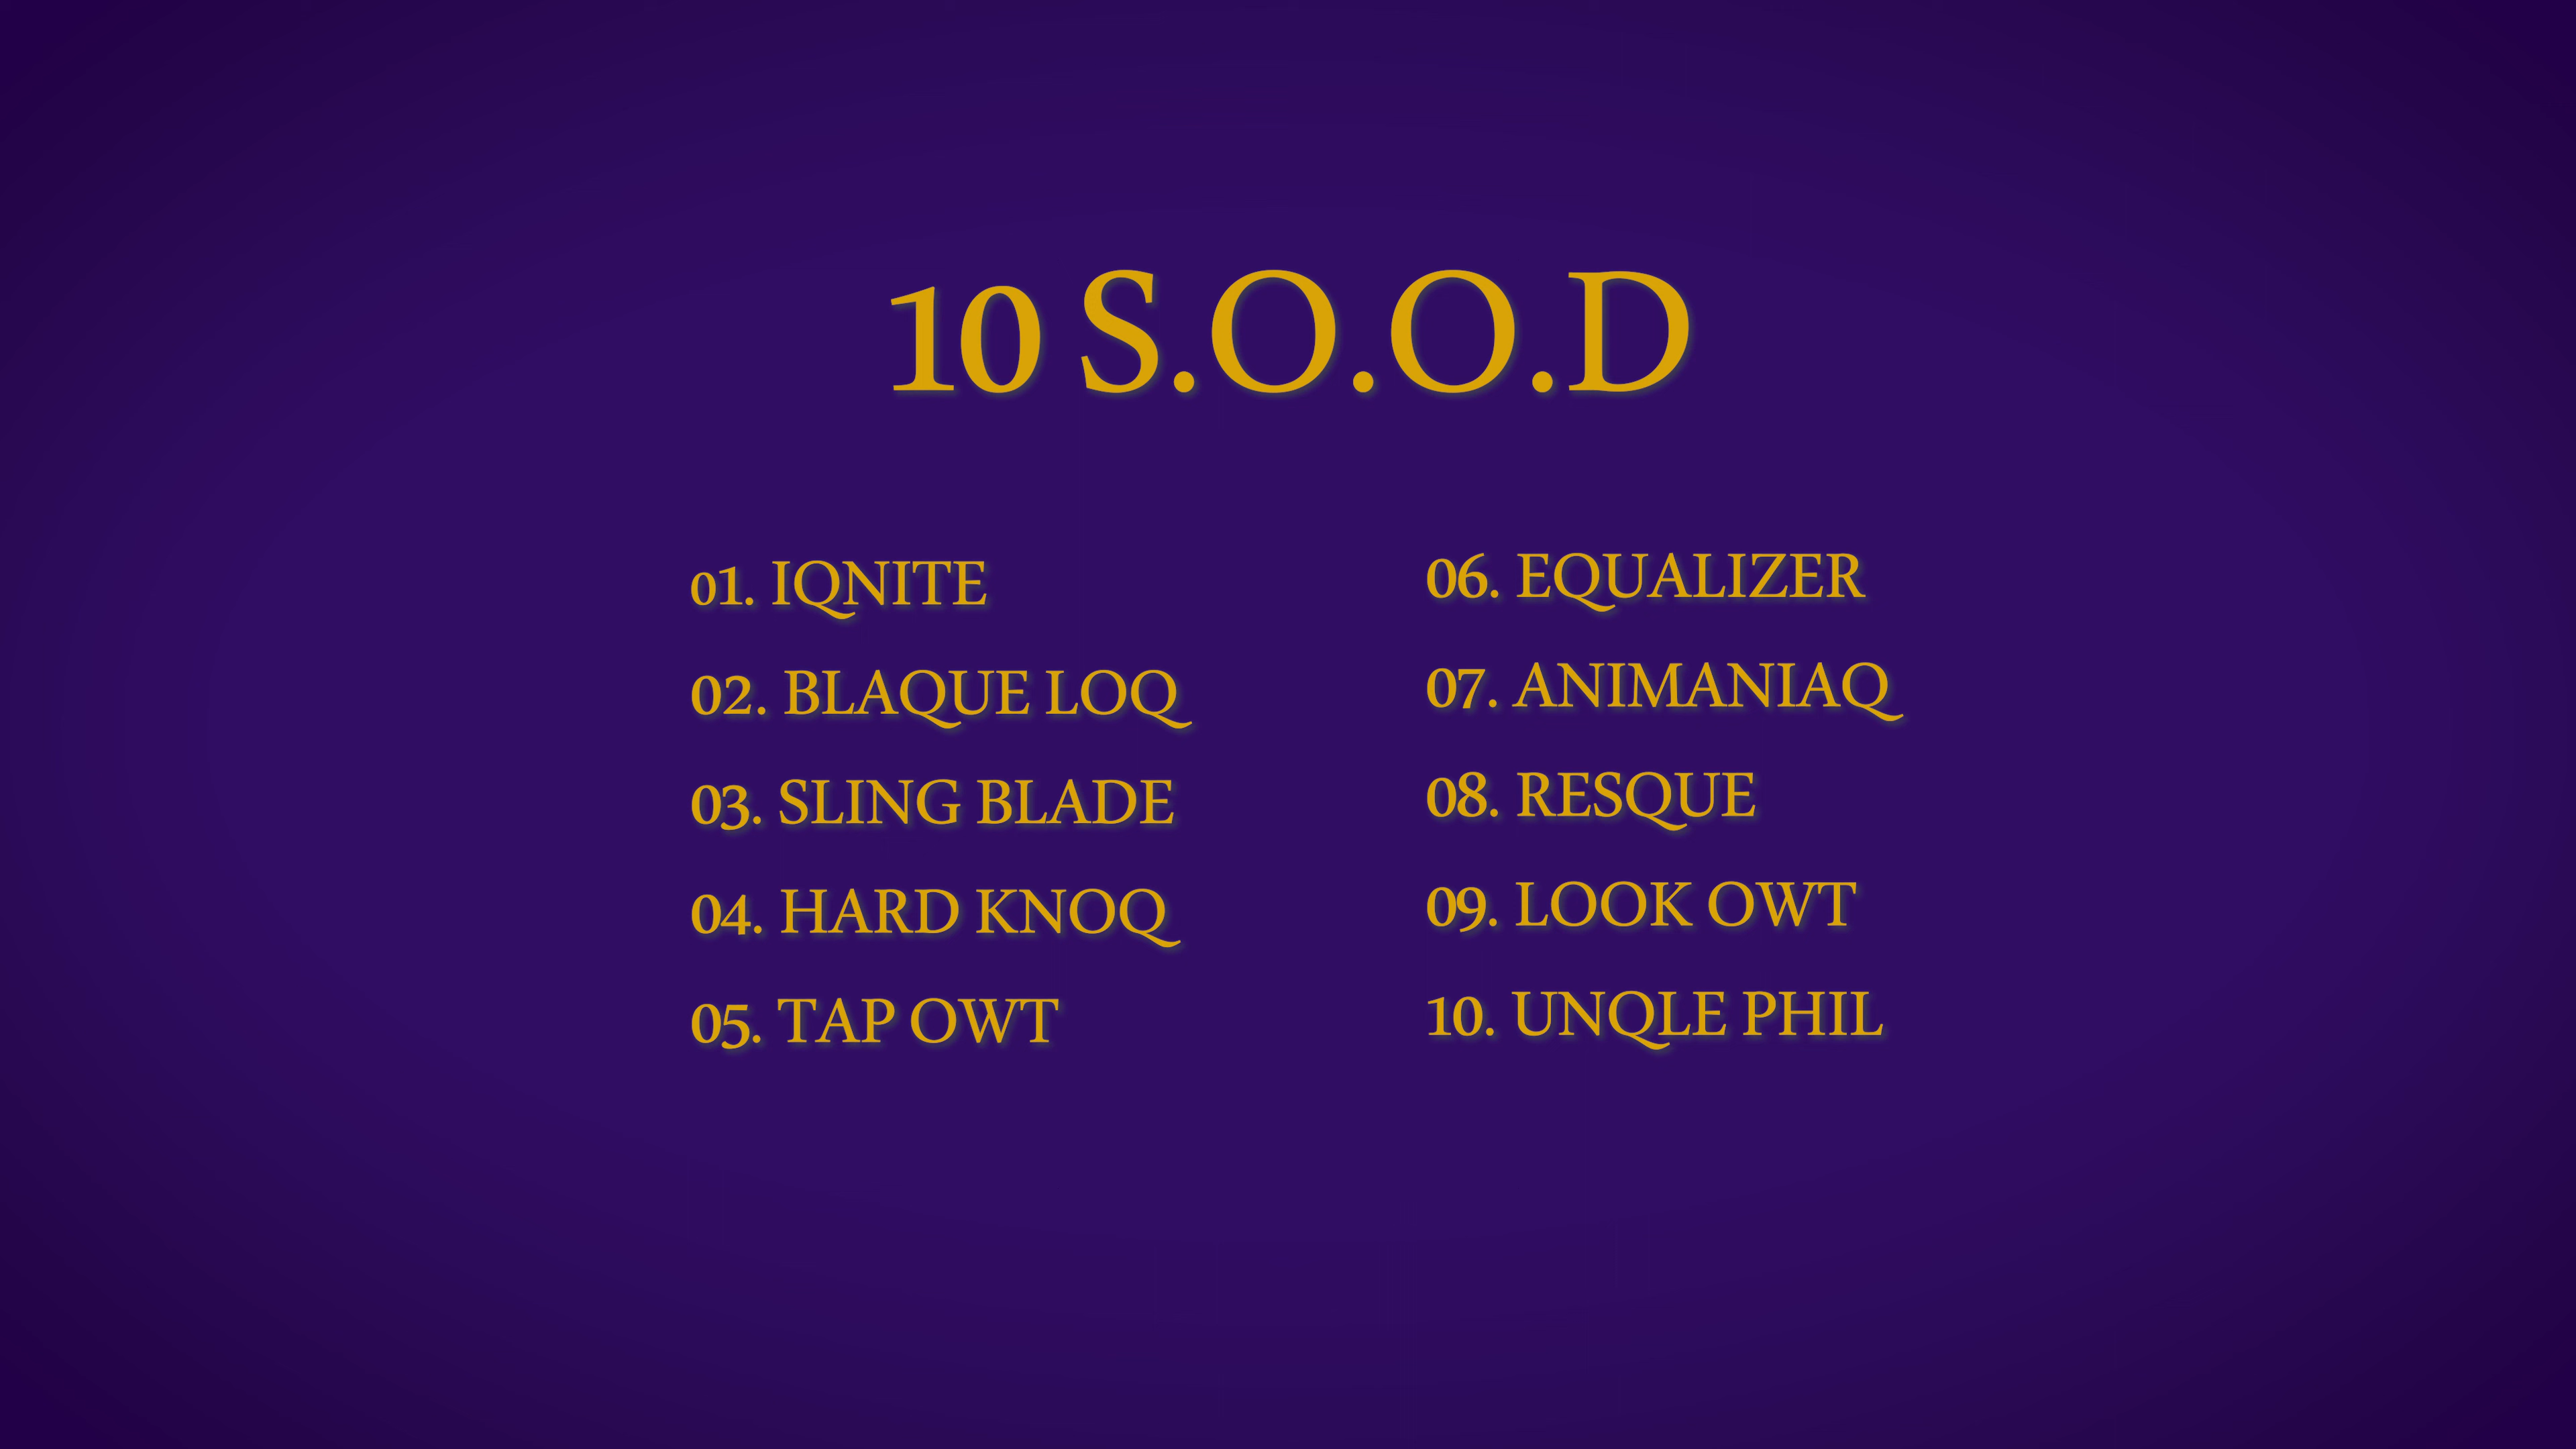 10 S.O.O.D
01. IQNITE
02. BLAQUE LOQ
03. SLING BLADE
04. HARD KNOQ
05. TAP OWT
06. EQUALIZER
07. ANIMANIAQ
08. RESQUE
09. LOOK OWT
10. UNQLE PHIL